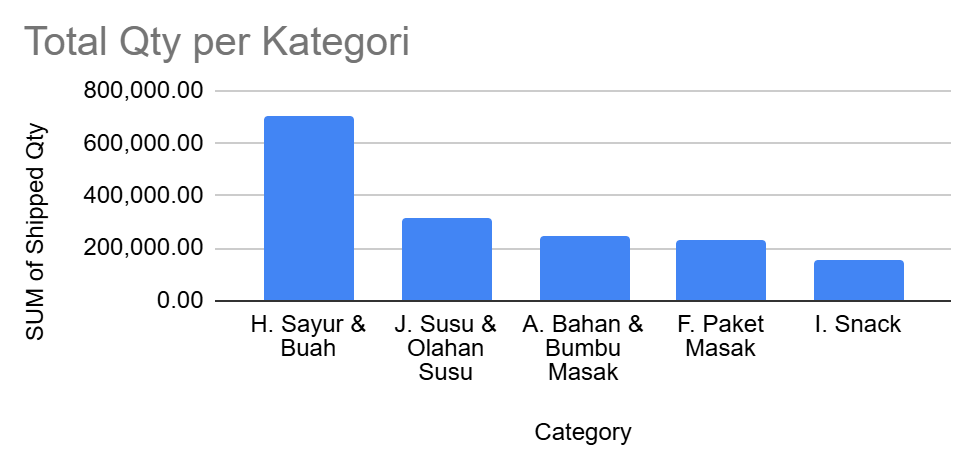 Total Qty per Kategori
SUM of Shipped Qty
800,000.00
600,000.00
400,000.00
200,000.00
0.00
H. Sayur &
Buah
J. Susu &
Olahan
Susu
A. Bahan &
Bumbu
Masak
F. Paket
Masak
I. Snack
Category